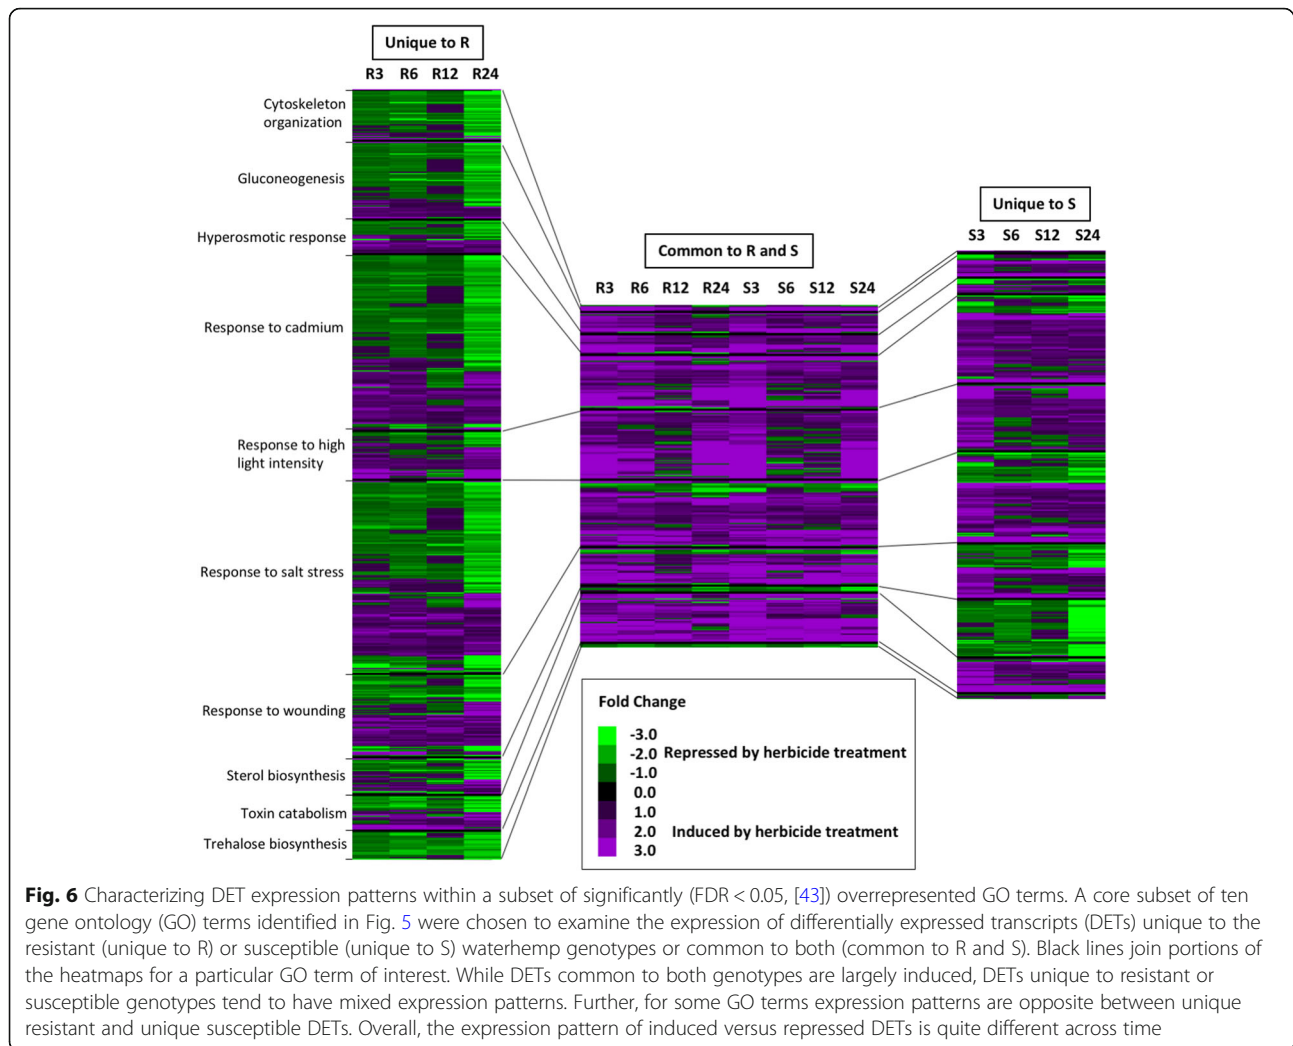 Unique to R
R3 R6 R12 R24
Cytoskeleton
organization
Gluconeogenesis
Hyperosmotic response
Response to cadmium
Response to high
light intensity
Response to salt stress
Response to wounding
Sterol biosynthesis
Toxin catabolism
Trehalose biosynthesis
Common to R and S
R3 R6 R12 R24 S3 S6 S12 S24
Unique to S
S3 S6 S12 S24
Fold Change
-3.0
-2.0 Repressed by herbicide treatment
-1.0
0.0
1.0
2.0 Induced by herbicide treatment
3.0
Fig. 6 Characterizing DET expression patterns within a subset of significantly (FDR < 0.05, [43]) overrepresented GO terms. A core subset of ten
gene ontology (GO) terms identified in Fig. 5 were chosen to examine the expression of differentially expressed transcripts (DETs) unique to the
resistant (unique to R) or susceptible (unique to S) waterhemp genotypes or common to both (common to R and S). Black lines join portions of
the heatmaps for a particular GO term of interest. While DETs common to both genotypes are largely induced, DETs unique to resistant or
susceptible genotypes tend to have mixed expression patterns. Further, for some GO terms expression patterns are opposite between unique
resistant and unique susceptible DETs. Overall, the expression pattern of induced versus repressed DETs is quite different across time